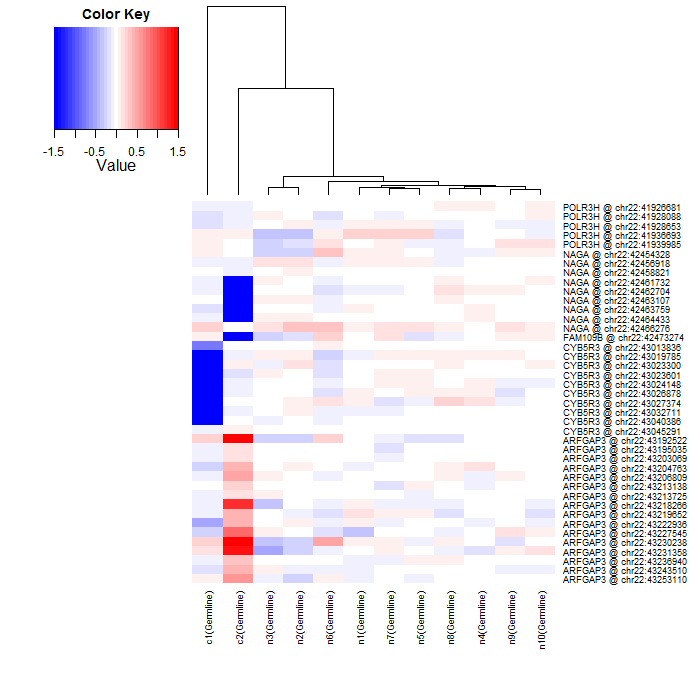 Color Key
-1.5
-0.5
0.5
1.5
Value
POLR3H @ chr22:41926681
POLR3H @ chr22:41928088
POLR3H @ chr22:41928653
POLR3H @ chr22:41936693
POLR3H @ chr22:41939985
NAGA @ chr22:42454328
NAGA @ chr22:42456918
NAGA @ chr22:42458821
NAGA @ chr22:42461732
NAGA @ chr22:42462704
NAGA @ chr22:42463107
NAGA @ chr22:42463759
NAGA @ chr22:42464433
NAGA @ chr22:42466276
FAM109B @ chr22:42473274
CYB5R3 @ chr22:43013836
CYB5R3 @ chr22:43019785
CYB5R3 @ chr22:43023300
CYB5R3 @ chr22:43023601
CYB5R3 @ chr22:43024148
CYB5R3 @ chr22:43026878
CYB5R3 @ chr22:43027374
CYB5R3 @ chr22:43032711
CYB5R3 @ chr22:43040386
CYB5R3 @ chr22:43045291
ARFGAP3 @ chr22:43192522
ARFGAP3 @ chr22:43195035
ARFGAP3 @ chr22:43203069
ARFGAP3 @ chr22:43204763
ARFGAP3 @ chr22:43206809
ARFGAP3 @ chr22:43213138
ARFGAP3 @ chr22:43213725
ARFGAP3 @ chr22:43218266
ARFGAP3 @ chr22:43219652
ARFGAP3 @ chr22:43222936
ARFGAP3 @ chr22:43227545
ARFGAP3 @ chr22:43230238
ARFGAP3 @ chr22:43231358
ARFGAP3 @ chr22:43236940
ARFGAP3 @ chr22:43243510
ARFGAP3 @ chr22:43253110
c1(Germline)
c2(Germline)
n3(Germline)
n2(Germline)
n6(Germline)
n1(Germline)
n7(Germline)
n5(Germline)
n8(Germline)
n4(Germline)
n9(Germline)
n10(Germline)